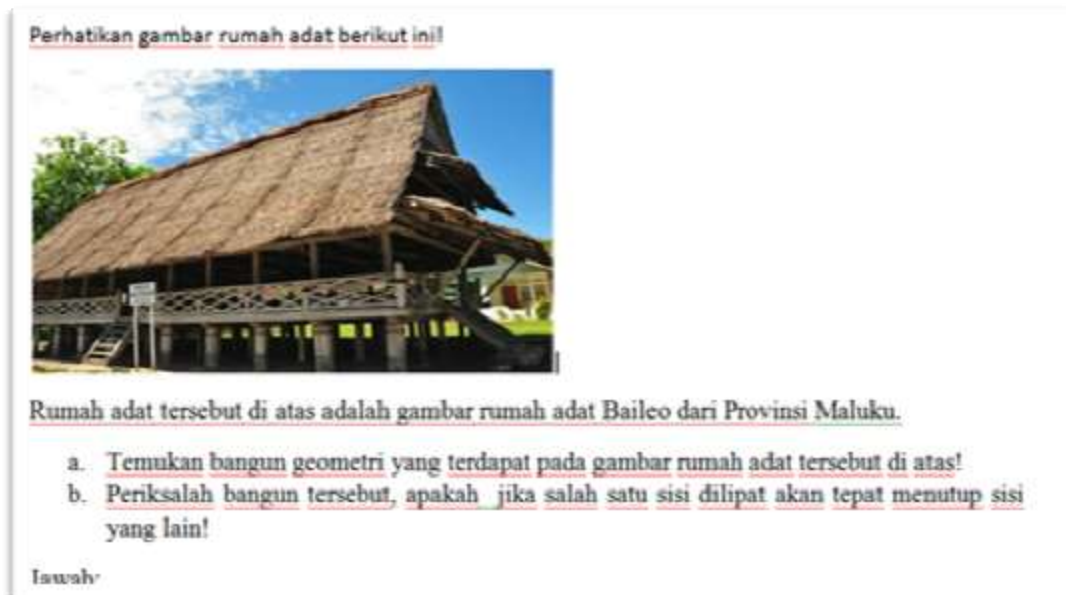 Perhatikan gambar rumah adat berikut ini!
Rumah adat tersebut di atas adalah gambar rumah adat Baileo dari Provinsi Maluku.
a. Temukan bangun geometri yang terdapat pada gambar rumah adat tersebut di atas!
b. Periksalah bangun tersebut, apakah jika salah satu sisi dilipat akan tepat menutup sisi
yang lain!
Jawab: